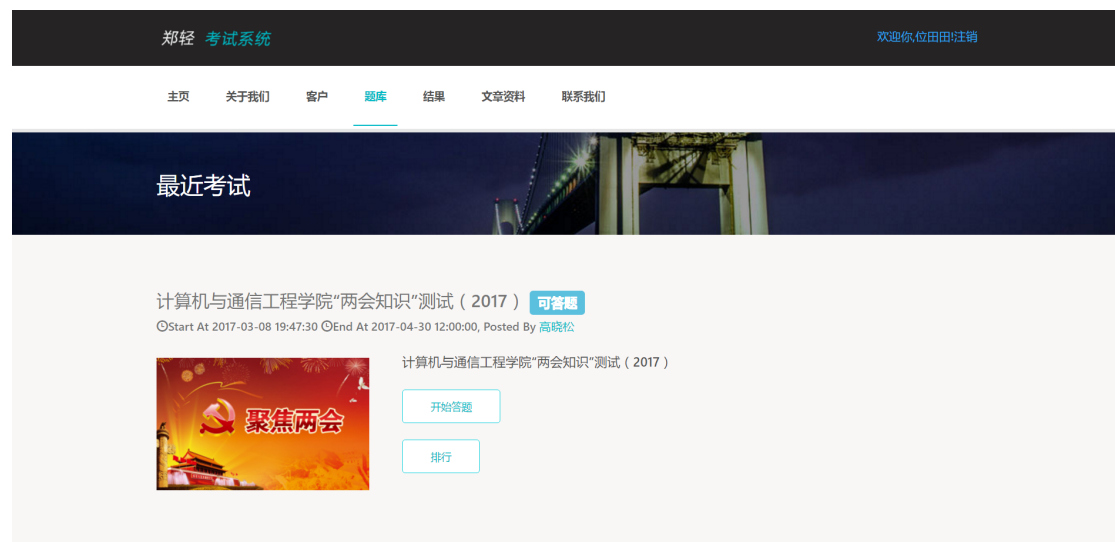 郑轻 考试系统
欢迎你,位田田!注销
主页 关于我们 客户 题库 结果 文章资料 联系我们
最近考试
计算机与通信工程学院“两会知识”测试（2017） 可答题
Start At 2017-03-08 19:47:30 End At 2017-04-30 12:00:00, Posted By 高晓松
聚焦两会
计算机与通信工程学院“两会知识”测试（2017）
开始答题
排行